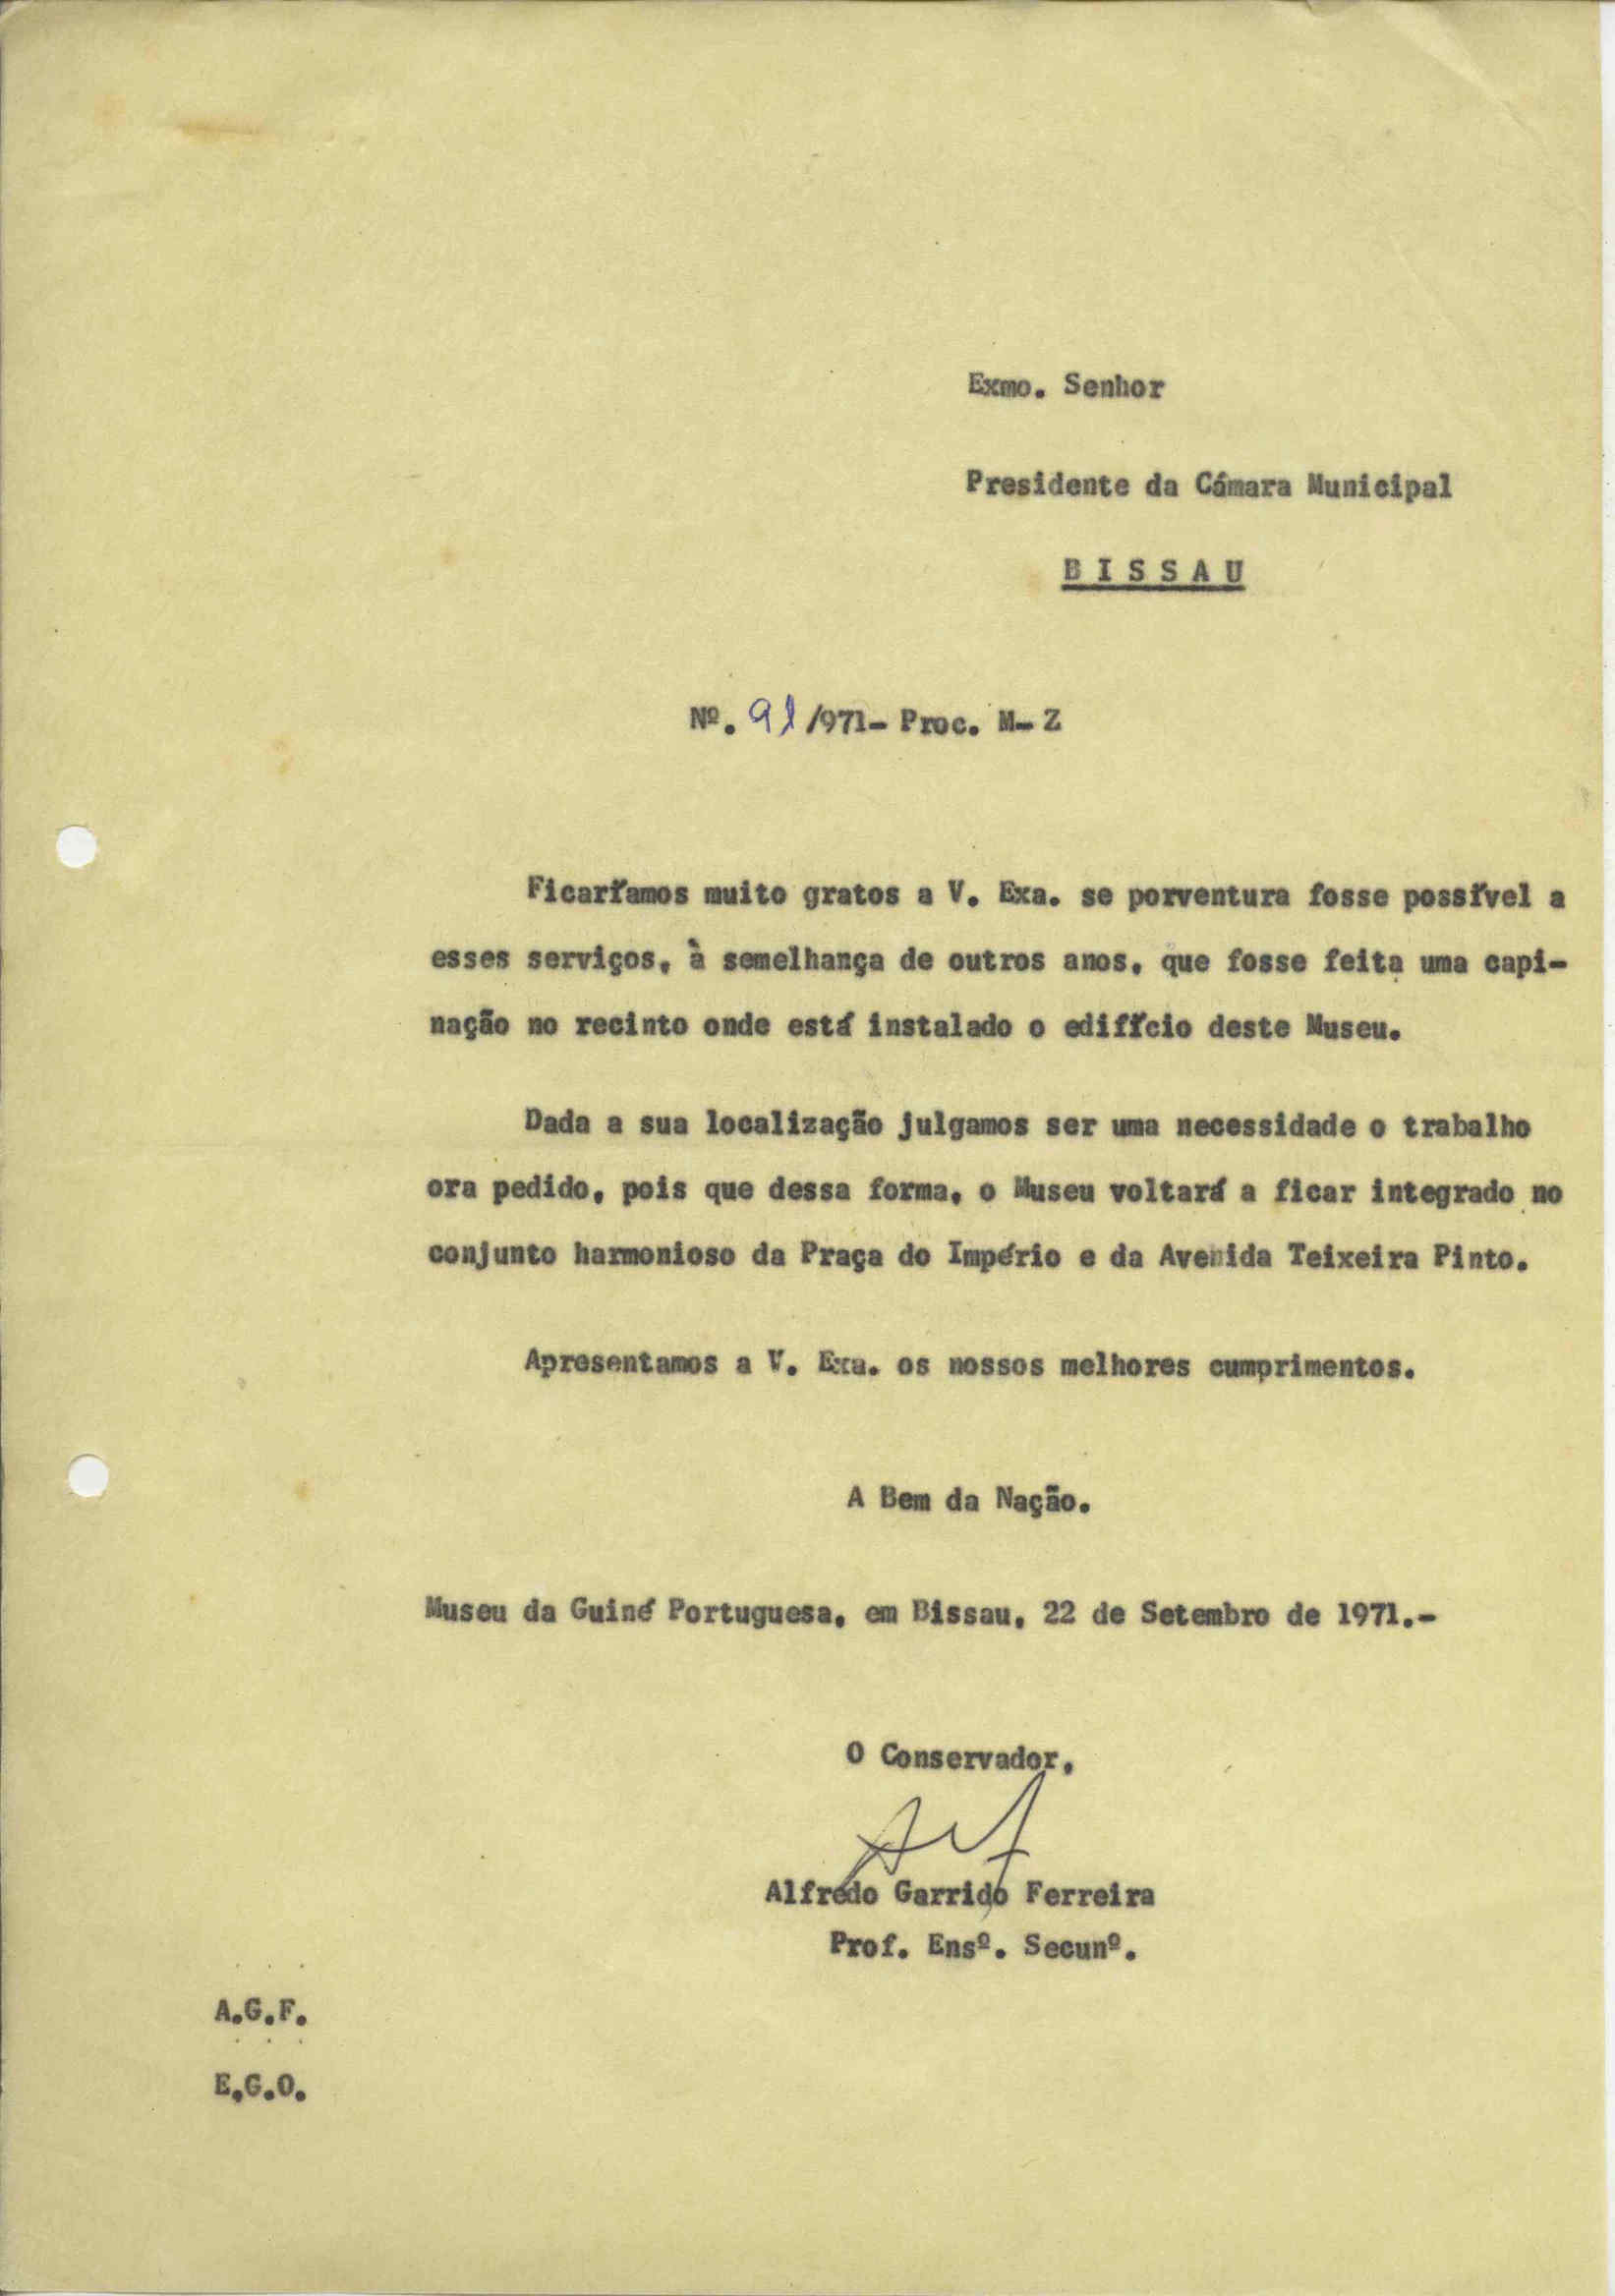 Exmo. Senhor
Presidente da Câmara Municipal
B I S S A U
Nº. 91/971- Proc. M- Z
Ficaríamos muito gratos a V. Exa. se porventura fosse possível a
esses serviços, à semelhança de outros anos, que fosse feita uma capi-
nação no recinto onde está instalado o edifício deste Museu.
Dada a sua localização julgamos ser uma necessidade o trabalho
ora pedido, pois que dessa forma, o Museu voltará a ficar integrado no
conjunto harmonioso da Praça do Império e da Avenida Teixeira Pinto.
Apresentamos a V. Exa. os nossos melhores cumprimentos.
A Bem da Nação.
Museu da Guiné Portuguesa, em Bissau, 22 de Setembro de 1971.-
O Conservador,
Alfredo Garrido Ferreira
Prof. Ensº. Secunº.
A.G.F.
E.G.O.